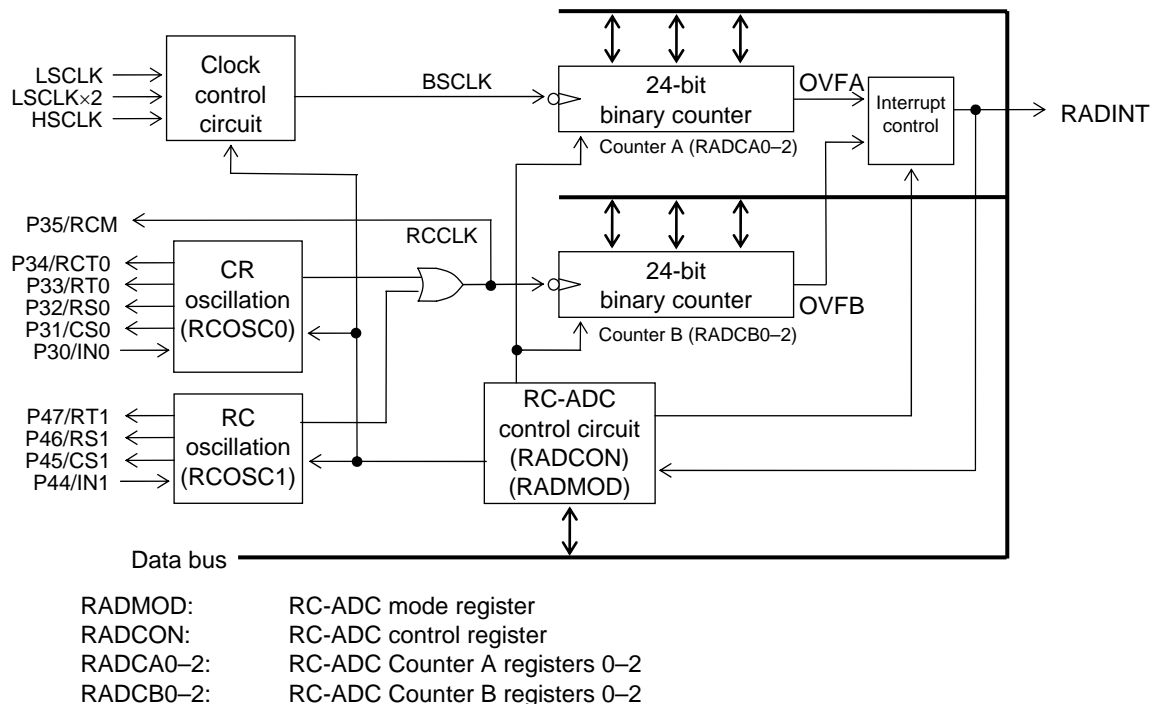 LSCLK
LSCLK×2
HSCLK
Clock
control
circuit
BSCLK
24-bit
binary counter
Counter A (RADCA0–2)
OVFA
Interrupt
control
RADINT
P35/RCM
RCCLK
P34/RCT0
P33/RT0
P32/RS0
P31/CS0
P30/IN0
CR
oscillation
(RCOSC0)
24-bit
binary counter
Counter B (RADCB0–2)
OVFB
P47/RT1
P46/RS1
P45/CS1
P44/IN1
RC
oscillation
(RCOSC1)
RC-ADC
control circuit
(RADCON)
(RADMOD)
Data bus
RADMOD: RC-ADC mode register
RADCON: RC-ADC control register
RADCA0–2: RC-ADC Counter A registers 0–2
RADCB0–2: RC-ADC Counter B registers 0–2